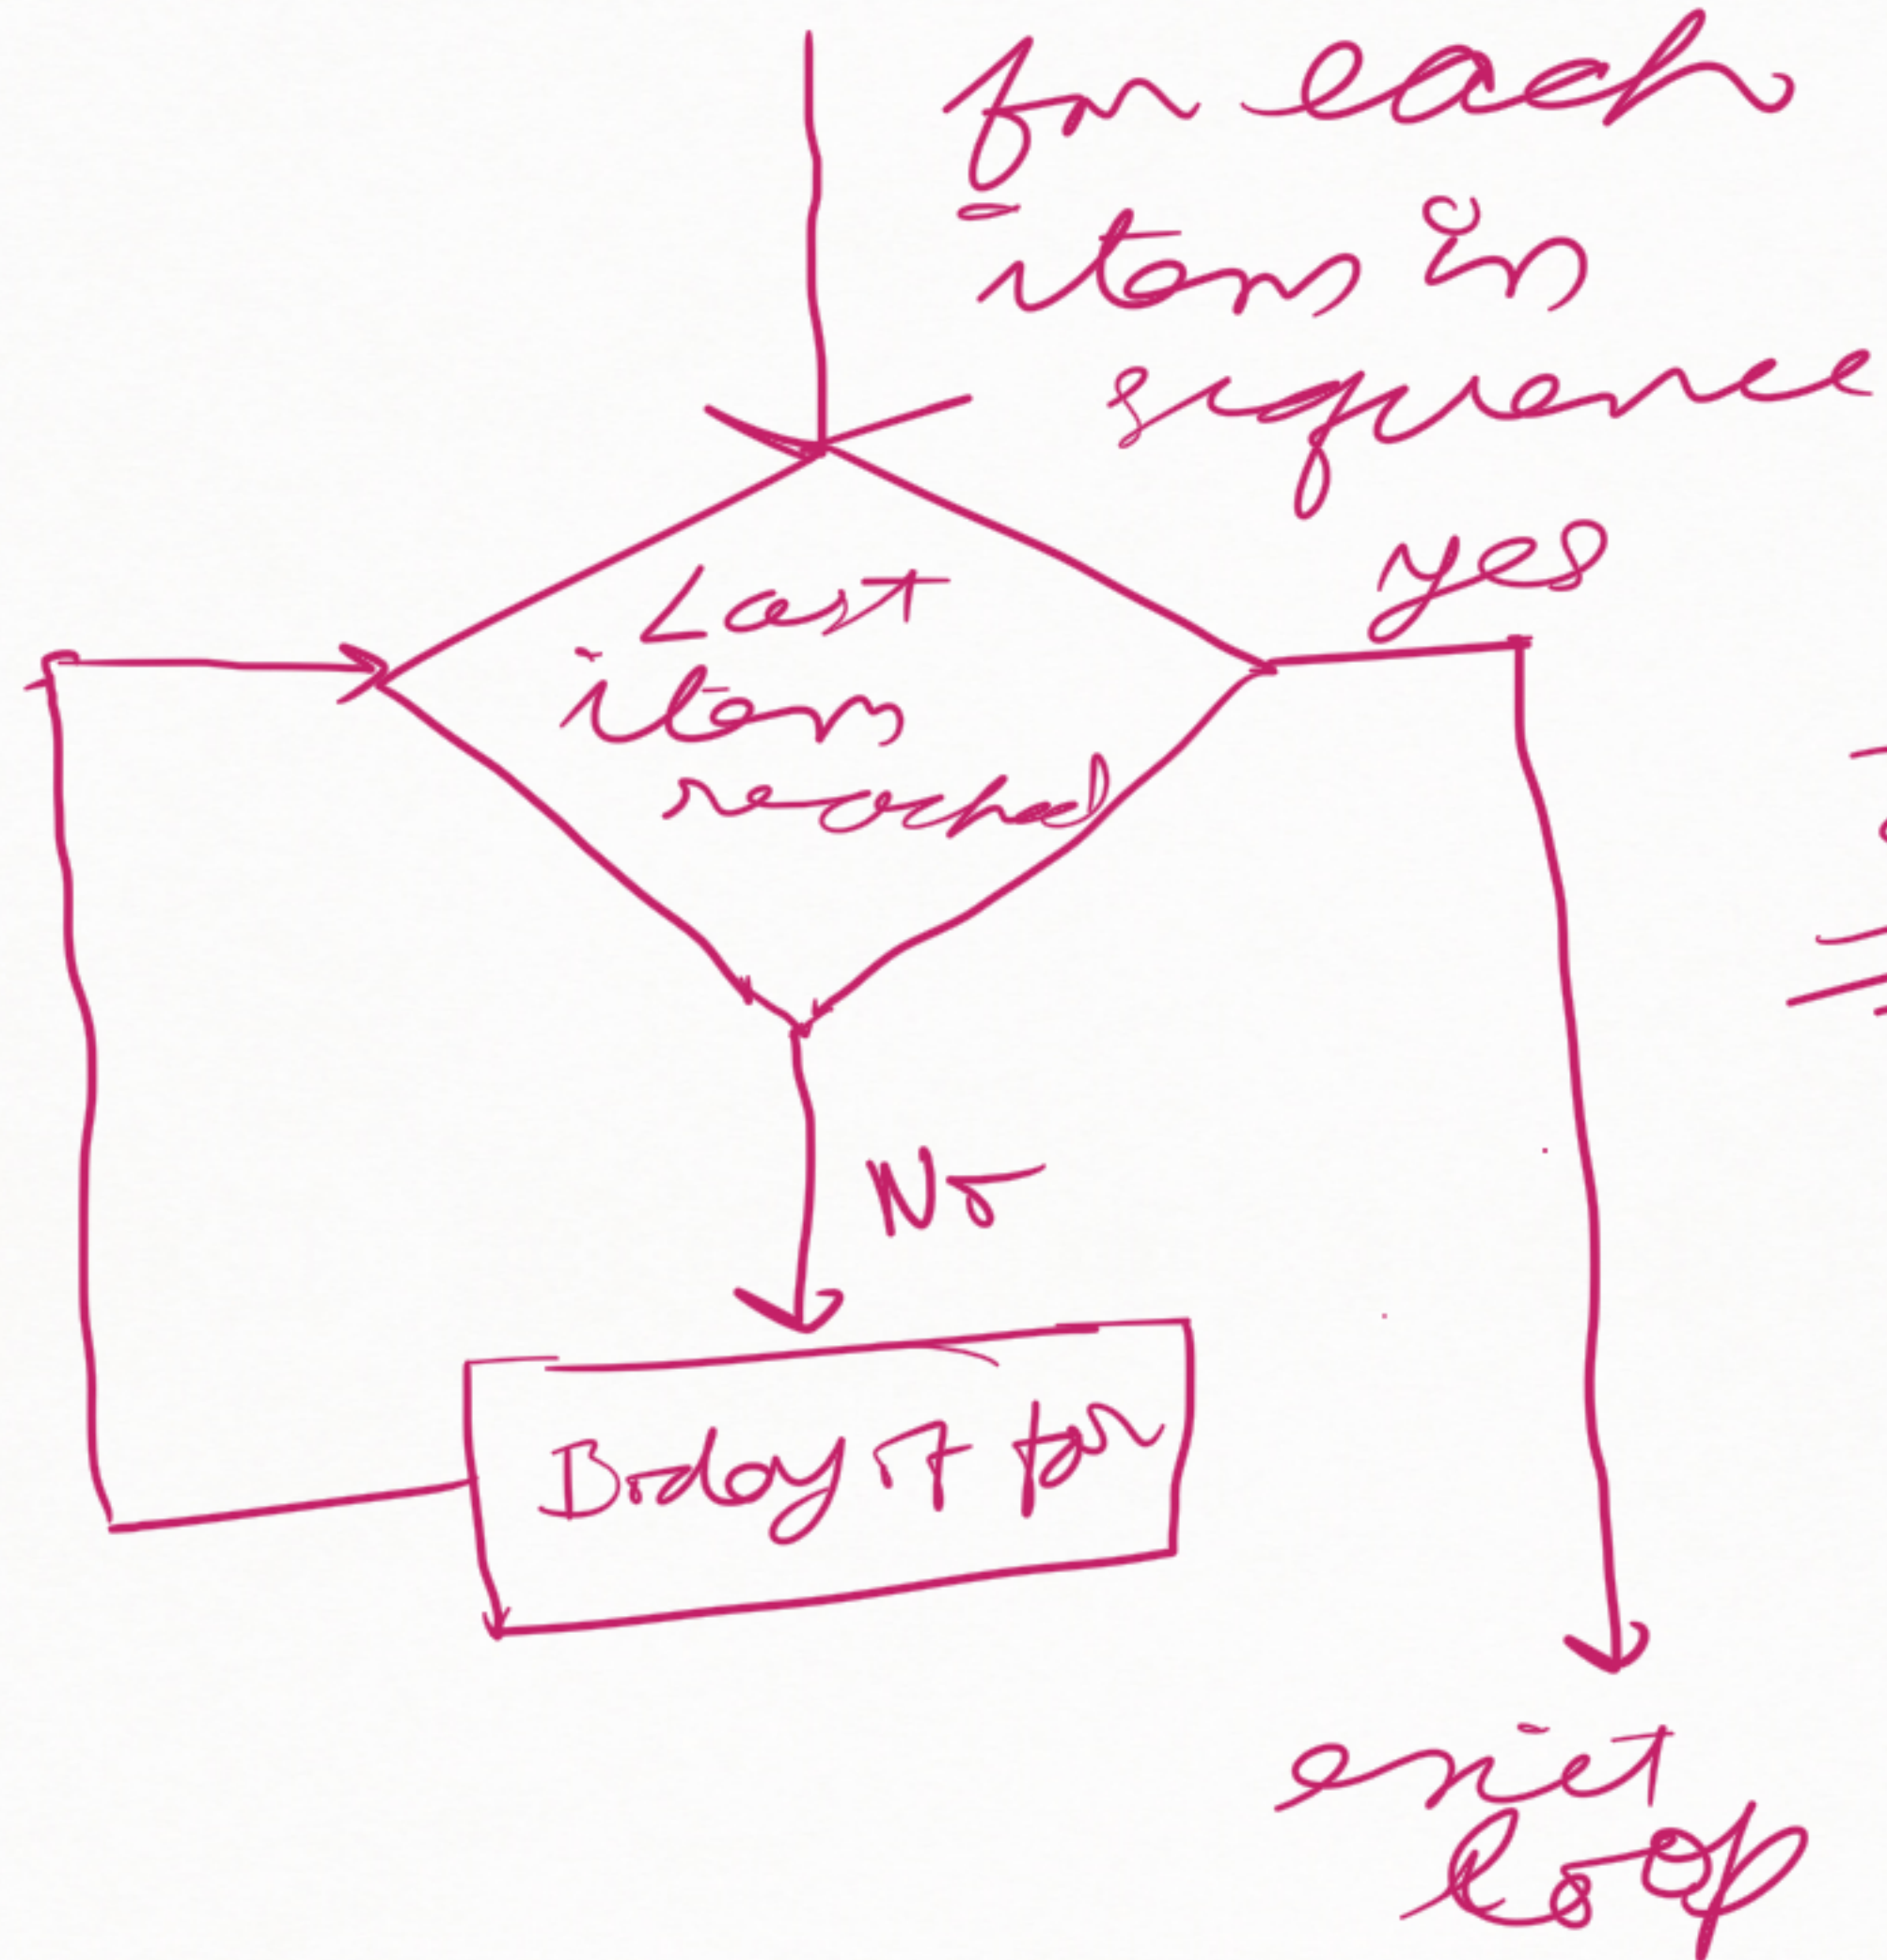 for each
item in
sequence
yes
Last
item
reached
No
Body of for
exit
loop